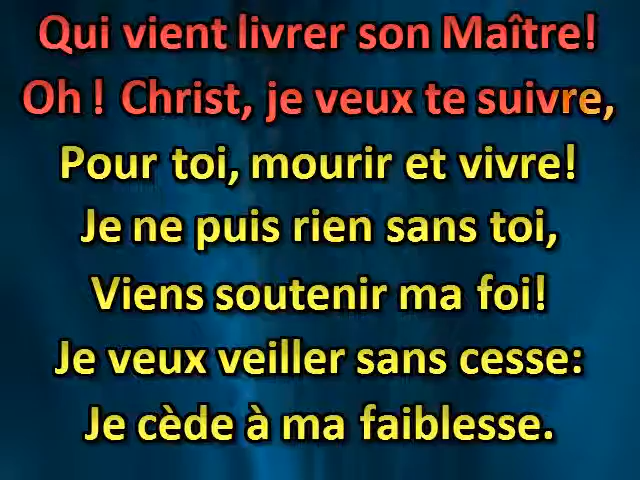 Qui vient livrer son Maître!
Oh ! Christ, je veux te suivre,
Pour toi, mourir et vivre!
Je ne puis rien sans toi,
Viens soutenir ma foi!
Je veux veiller sans cesse:
Je cède à ma faiblesse.